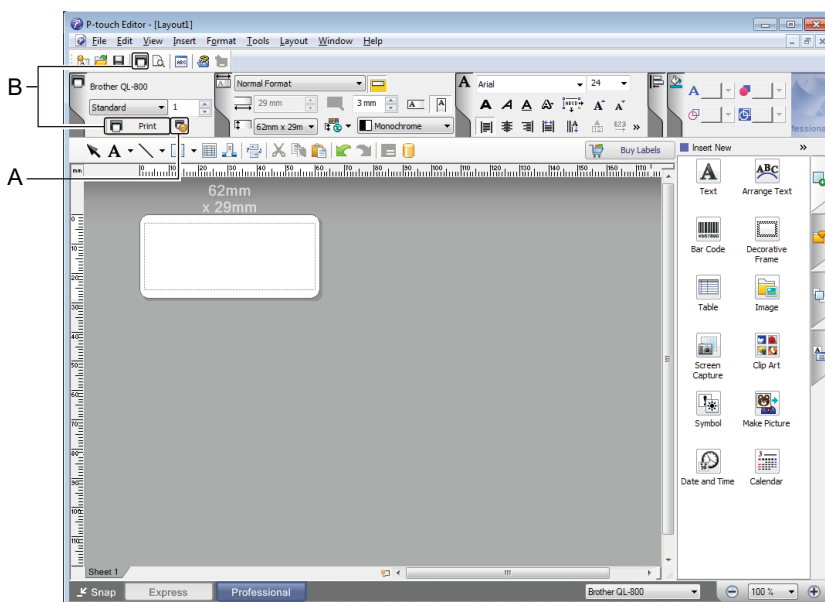 P-touch Editor - [Layout1]
File Edit View Insert Format Tools Layout Window Help
B
A
Brother QL-800
Standard 1
Print
Normal Format
29 mm 3 mm
62mm x 29m Monochrome
Arial 24
Buy Labels
Insert New
mm
62mm
x 29mm
Text Arrange Text
Bar Code Decorative Frame
Table Image
Screen Capture Clip Art
Symbol Make Picture
Date and Time Calendar
Sheet 1
Snap Express Professional Brother QL-800 100 %